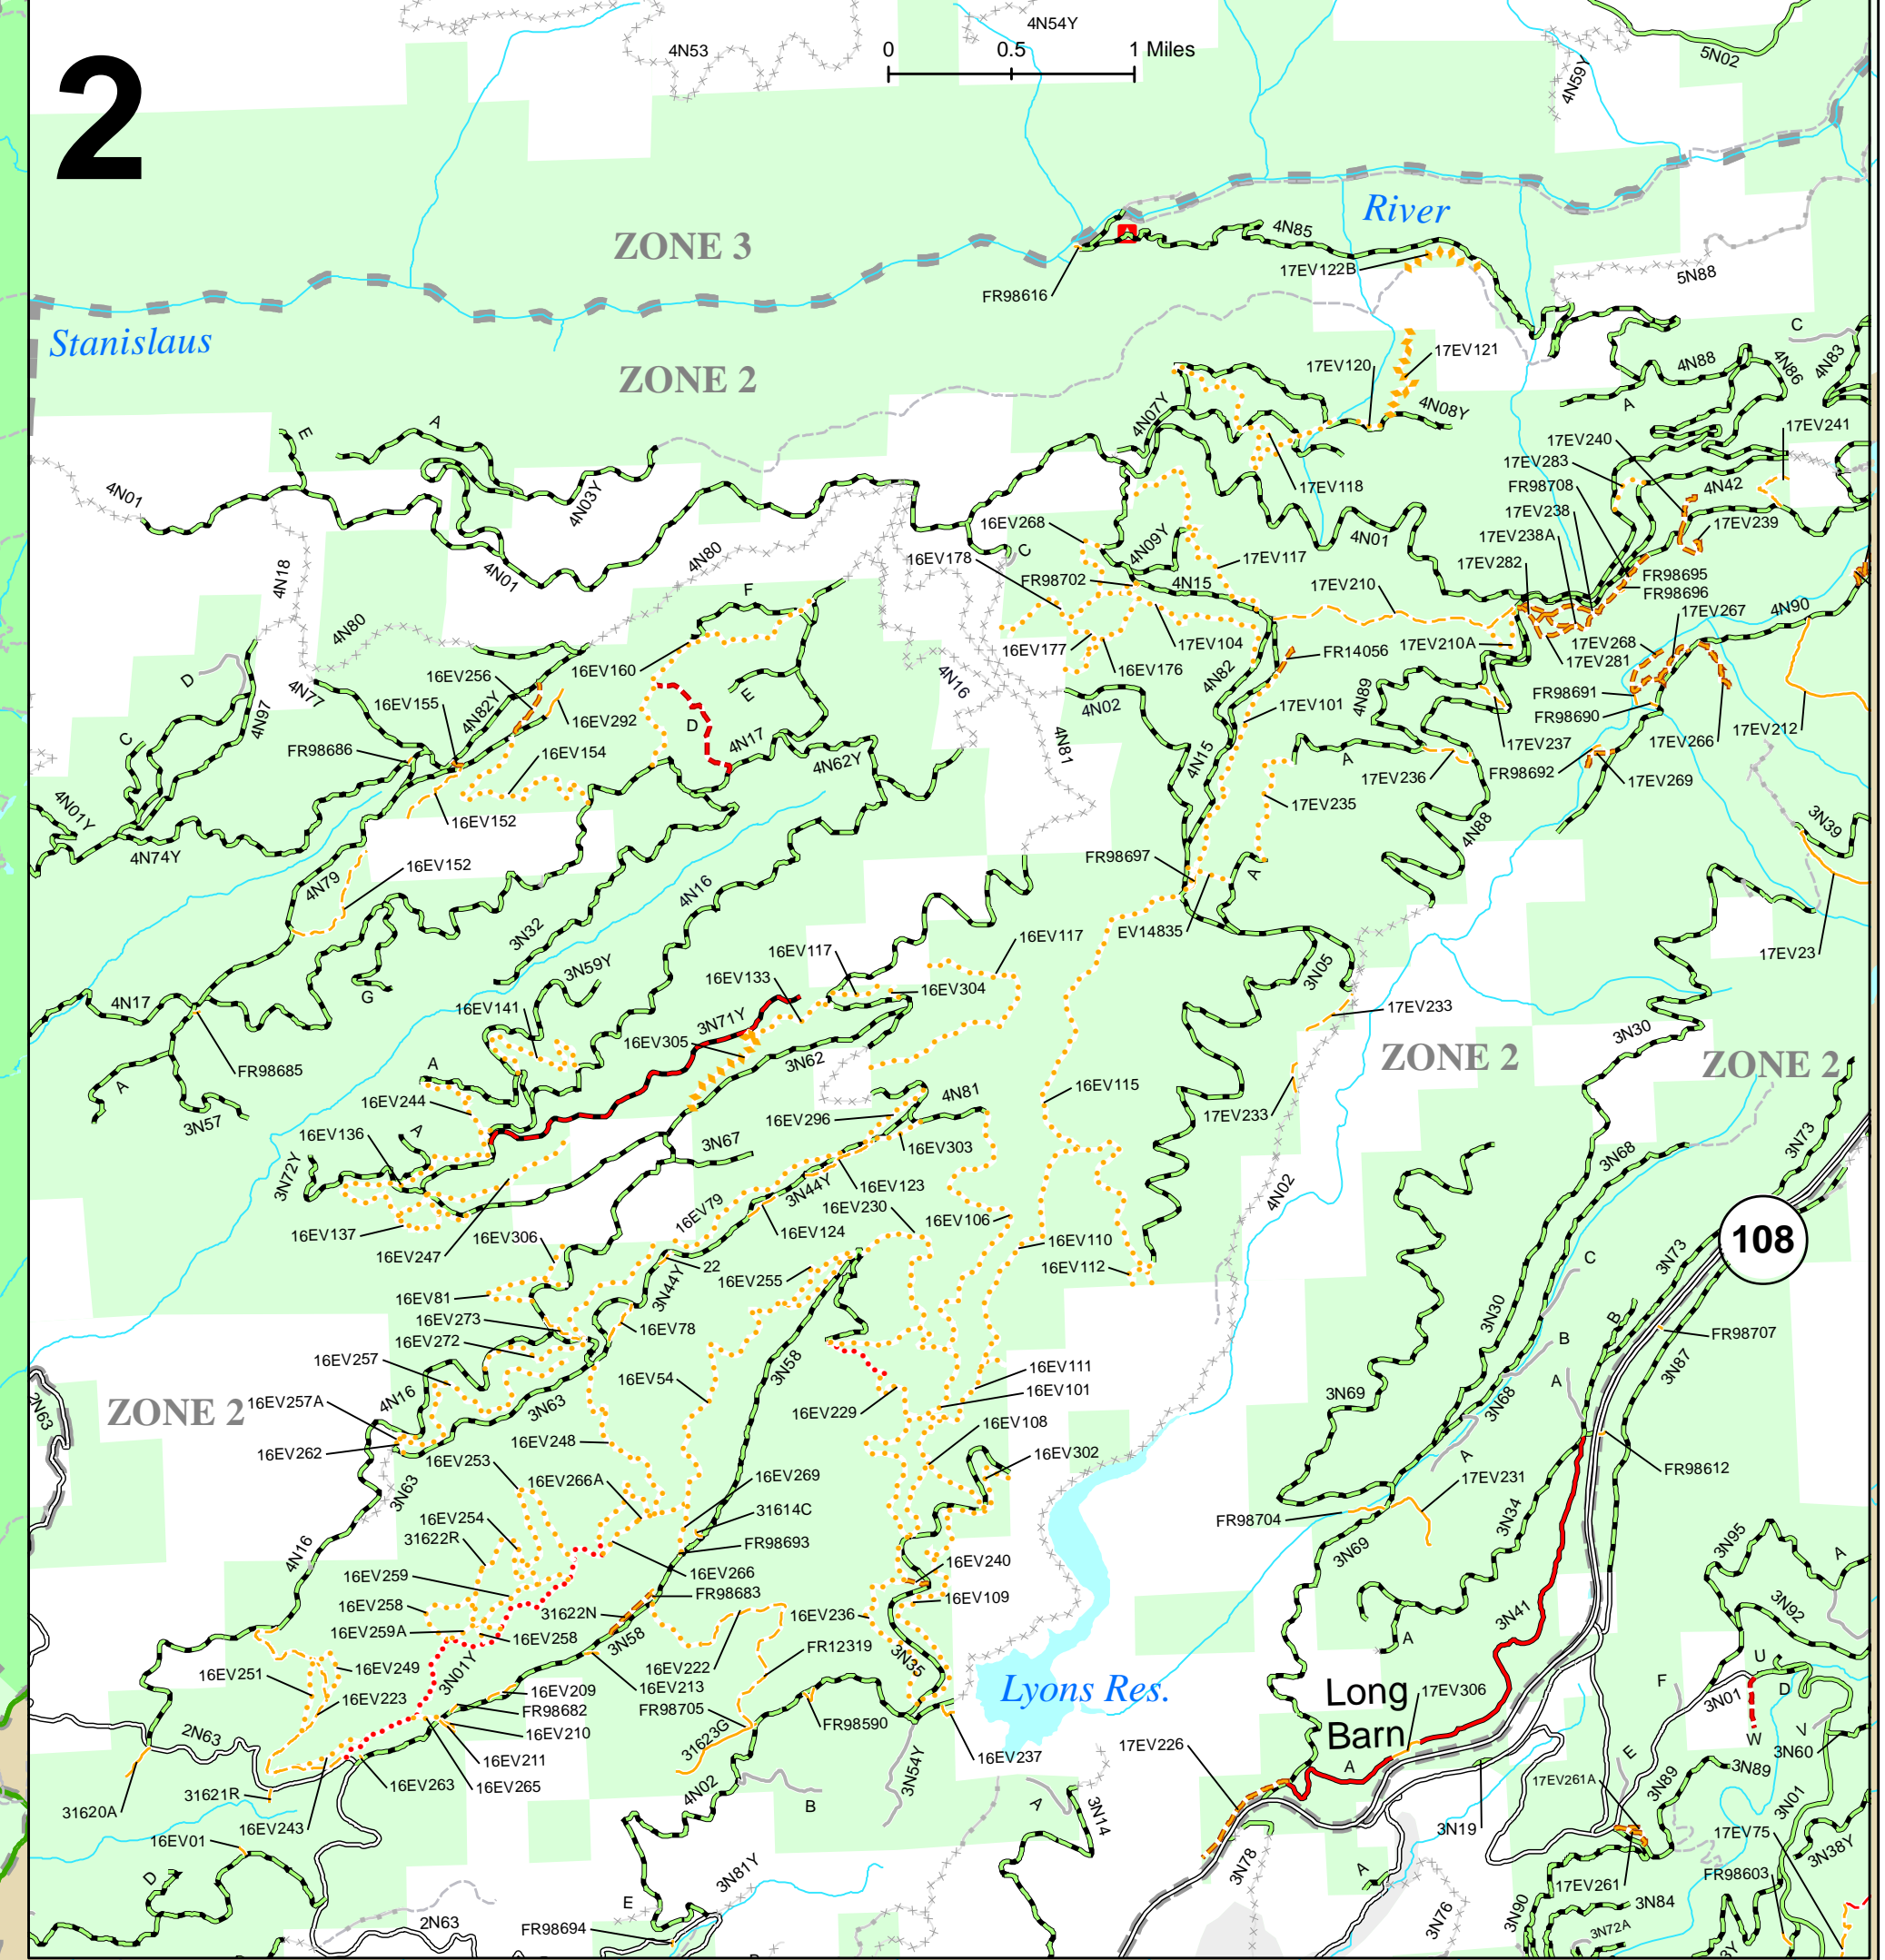 2
4N53
4N54Y
0 0.5 1 Miles
4N59Y
5N02
River
ZONE 3
4N85
17EV122B
5N88
FR98616
Stanislaus
ZONE 2
C
17EV121
17EV120
4N88
4N86
4N83
A
4N08Y
4N07Y
A
E
17EV241
17EV240
17EV283
4N42
FR98708
17EV118
4N01
4N03Y
17EV238
17EV239
16EV268
17EV238A
4N01
4N09Y
C
16EV178
17EV117
17EV282
4N80
FR98702
4N15
17EV210
FR98695
FR98696
4N18
4N01
F
17EV267
4N90
4N80
17EV104
17EV210A
17EV268
16EV177
FR14056
17EV281
16EV160
16EV176
16EV256
D
4N77
4N16
4N82
FR98691
16EV155
4N82Y
E
4N02
17EV101
4N89
FR98690
4N97
16EV292
D
17EV237
17EV266
17EV212
C
FR98686
16EV154
4N17
4N81
4N62Y
4N15
A
17EV236
FR98692
17EV269
4N01Y
16EV152
17EV235
3N39
4N74Y
4N88
16EV152
FR98697
A
4N79
4N16
3N32
EV14835
16EV117
16EV117
17EV23
3N05
3N59Y
16EV133
G
4N17
16EV141
16EV304
17EV233
3N71Y
3N30
16EV305
ZONE 2
ZONE 2
3N62
FR98685
A
A
16EV115
4N81
16EV244
16EV296
17EV233
3N57
16EV136
A
3N67
16EV303
3N73
3N68
3N72Y
16EV123
4N02
3N44Y
16EV79
16EV230
16EV106
16EV137
16EV124
16EV306
16EV110
108
16EV247
22
16EV112
3N73
C
16EV255
3N44Y
16EV81
3N30
B
16EV273
16EV78
FR98707
16EV272
B
16EV257
3N58
3N87
16EV54
16EV111
A
4N16
16EV101
3N69
2N63
ZONE 2
16EV257A
3N63
16EV229
3N68
16EV108
16EV248
16EV262
16EV302
A
16EV253
16EV269
FR98612
16EV266A
17EV231
3N63
31614C
16EV254
FR98704
3N34
31622R
FR98693
3N95
4N16
3N69
A
16EV240
16EV259
16EV266
FR98683
16EV109
16EV258
31622N
16EV236
3N41
3N92
16EV259A
16EV258
3N58
FR12319
A
U
3N35
16EV249
16EV222
16EV251
3N01Y
F
D
16EV213
Lyons Res.
16EV223
16EV209
Long
Barn
17EV306
3N01
FR98682
FR98705
FR98590
W
V
2N63
16EV210
31623G
17EV226
3N60
16EV211
16EV237
E
A
16EV263
16EV265
3N54Y
17EV261A
3N89
3N89
31621R
4N02
B
A
3N01
31620A
16EV243
3N14
3N19
17EV75
16EV01
3N38Y
D
3N81Y
3N78
A
17EV261
FR98603
E
3N84
2N63
3N76
3N90
FR98694
3N72A
3Y